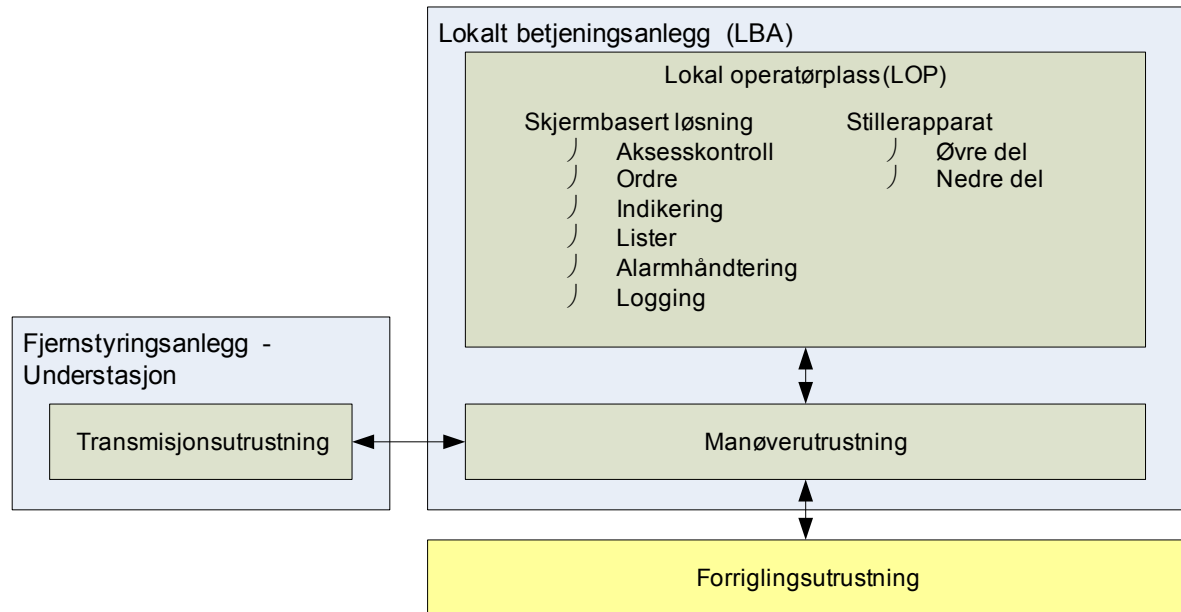 Lokalt betjeningsanlegg (LBA)
Lokal operatørplass(LOP)
Skjermbasert løsning
Aksesskontroll
Ordre
Indikering
Lister
Alarmhåndtering
Logging
Stillerapparat
Øvre del
Nedre del
Fjernstyringsanlegg -
Understasjon
Transmisjonsutrustning
Manøverutrustning
Forriglingsutrustning